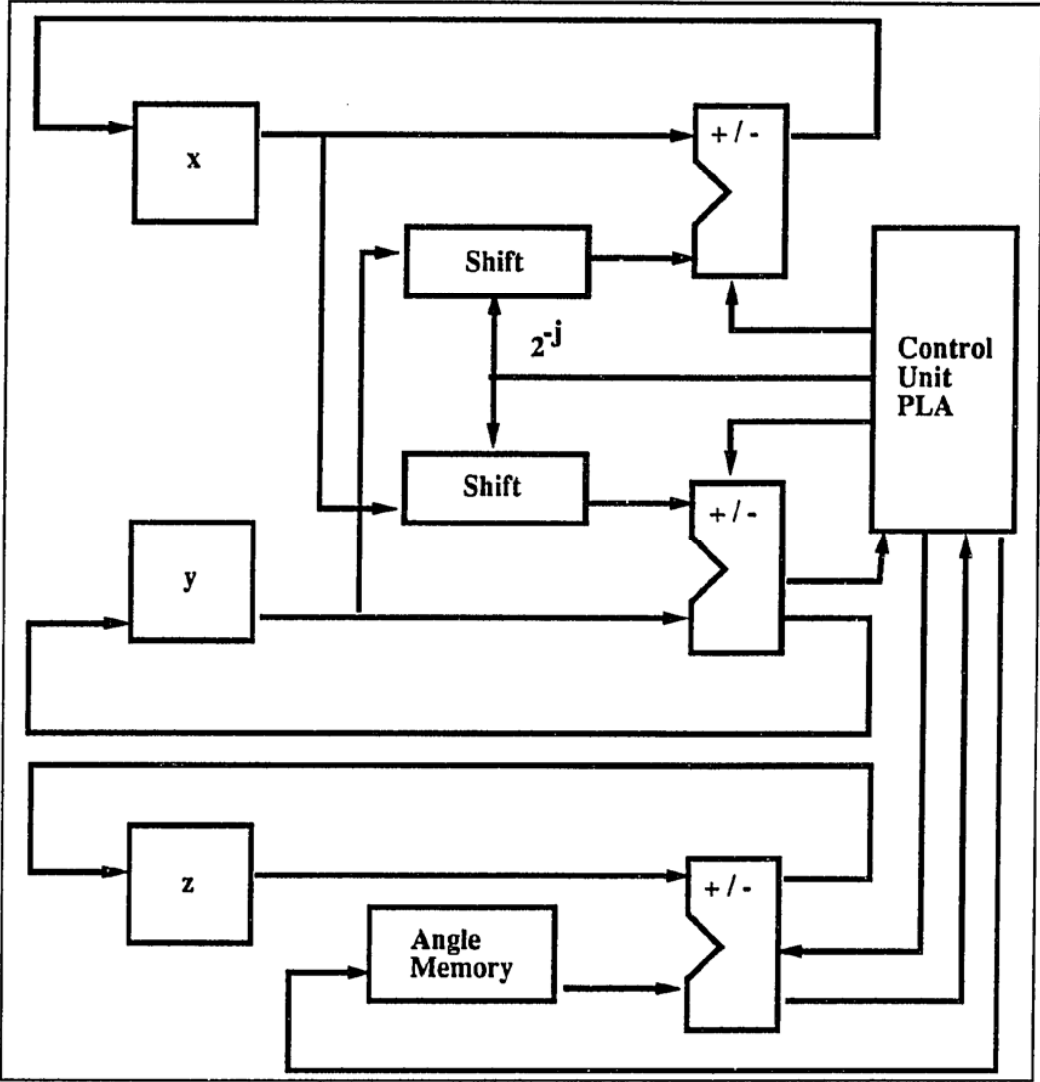 x
+ / -
Shift
2^-j
Control
Unit
PLA
Shift
+ / -
y
z
+ / -
Angle
Memory